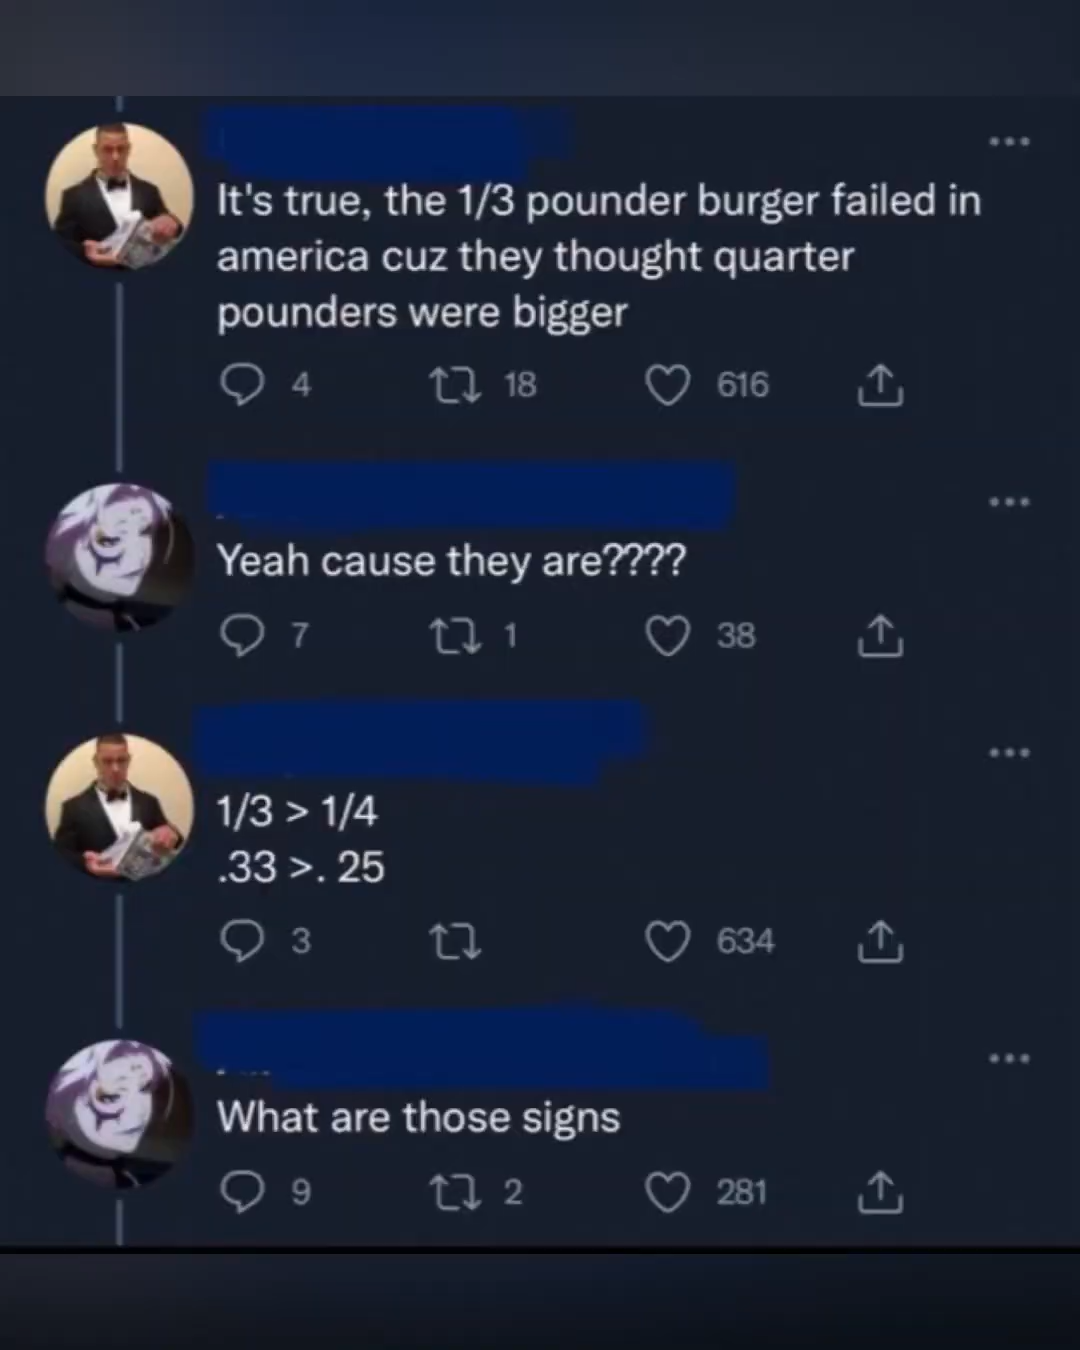 It's true, the 1/3 pounder burger failed in
america cuz they thought quarter
pounders were bigger
4 18 616
Yeah cause they are????
7 1 38
1/3 > 1/4
.33 >. 25
3 634
What are those signs
9 2 281